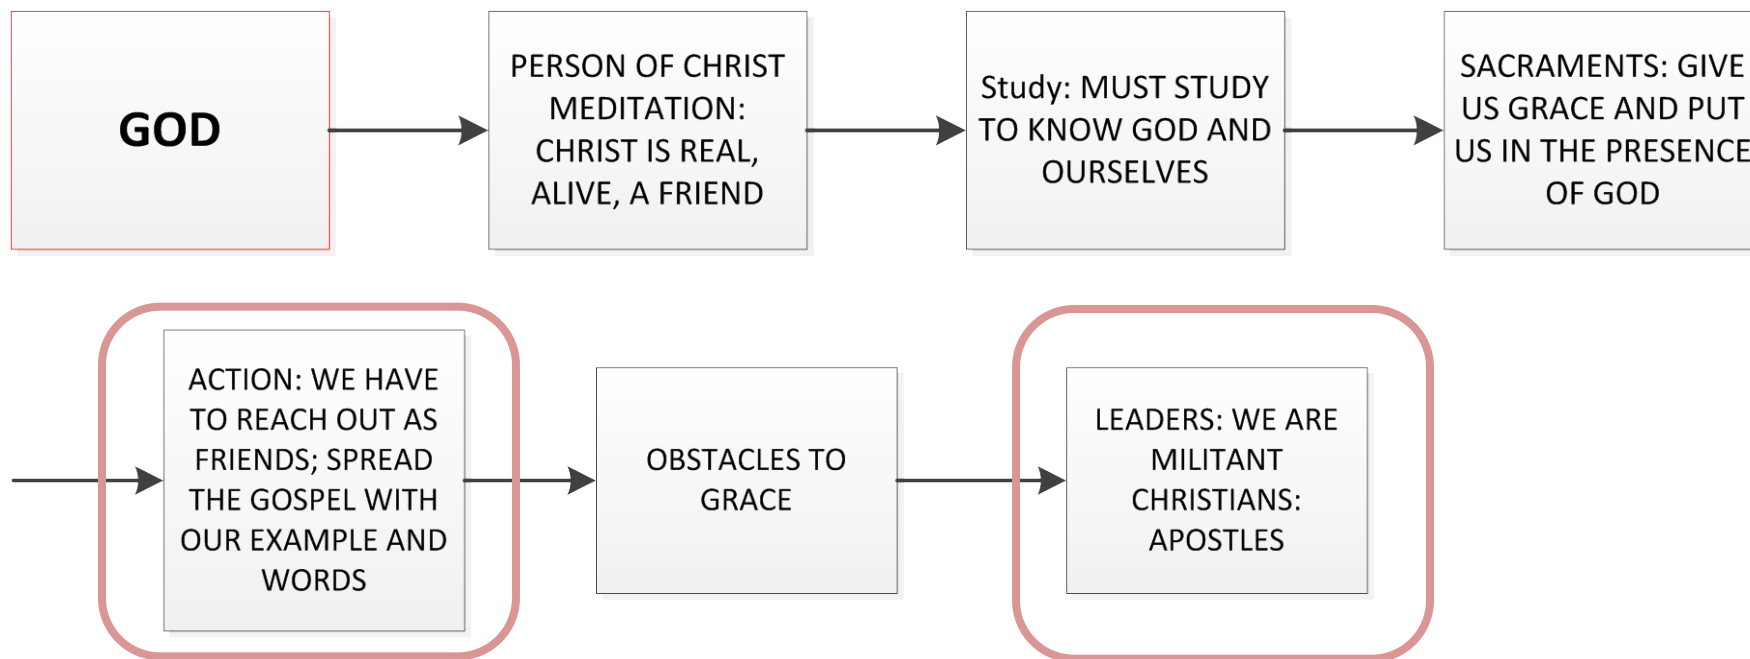 GOD
PERSON OF CHRIST
MEDITATION:
CHRIST IS REAL,
ALIVE, A FRIEND
Study: MUST STUDY
TO KNOW GOD AND
OURSELVES
SACRAMENTS: GIVE
US GRACE AND PUT
US IN THE PRESENCE
OF GOD
ACTION: WE HAVE
TO REACH OUT AS
FRIENDS; SPREAD
THE GOSPEL WITH
OUR EXAMPLE AND
WORDS
OBSTACLES TO
GRACE
LEADERS: WE ARE
MILITANT
CHRISTIANS:
APOSTLES